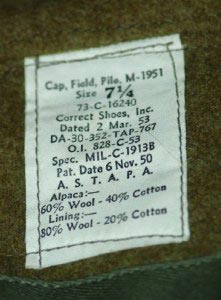 Cap, Field, Pile, M-1951
Size 7¼
73-C-16240
Correct Shoes, Inc.
Dated 2 Mar. 53
DA-30-352-TAP-767
O.I. 828-C-53
Spec. MIL-C-1913B
Pat. Date 6 Nov. 50
A. S. T. A. P. A.
Alpaca:—
60% Wool - 40% Cotton
Lining:—
80% Wool - 20% Cotton